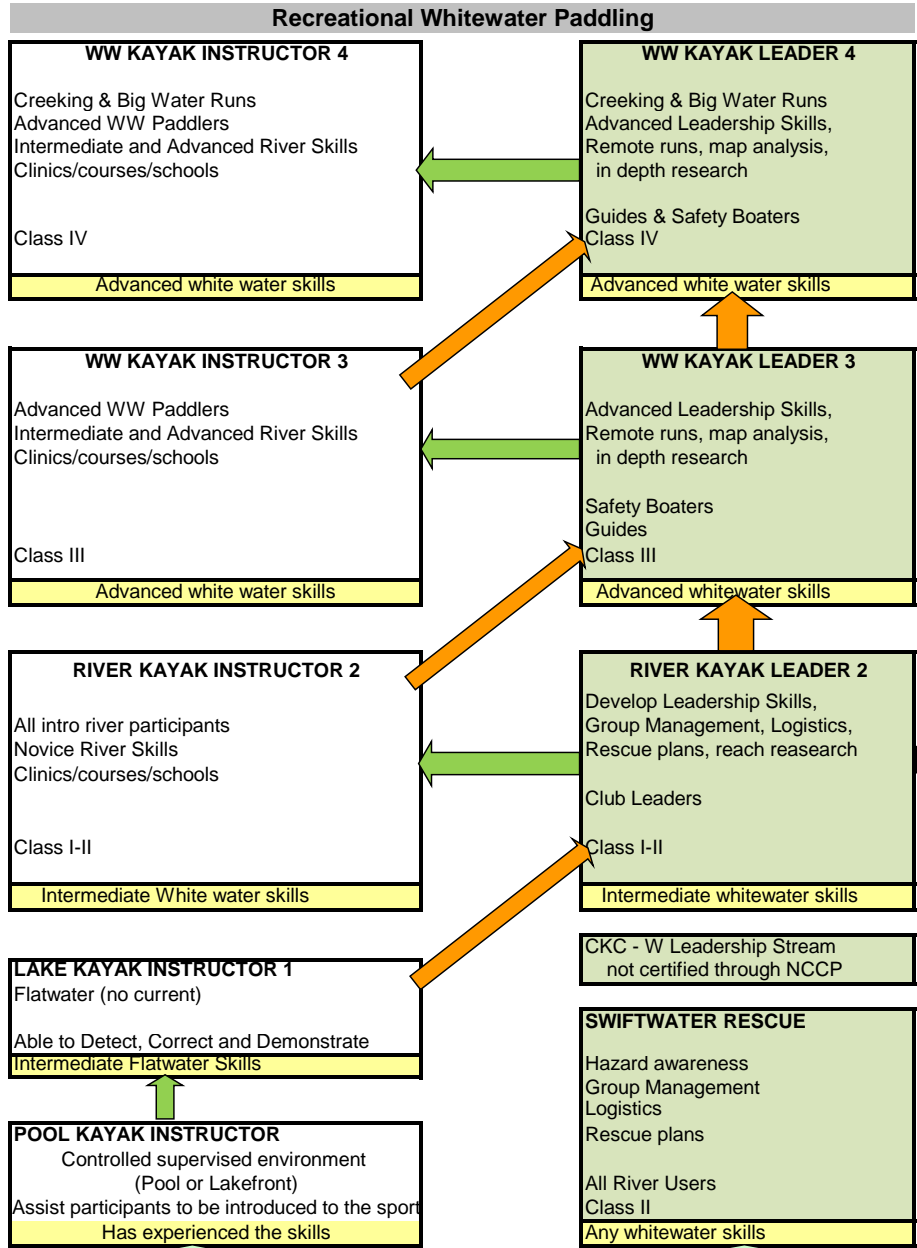 Recreational Whitewater Paddling
WW KAYAK INSTRUCTOR 4
Creeking & Big Water Runs
Advanced WW Paddlers
Intermediate and Advanced River Skills
Clinics/courses/schools
Class IV
Advanced white water skills
WW KAYAK LEADER 4
Creeking & Big Water Runs
Advanced Leadership Skills,
Remote runs, map analysis,
in depth research
Guides & Safety Boaters
Class IV
Advanced white water skills
WW KAYAK INSTRUCTOR 3
Advanced WW Paddlers
Intermediate and Advanced River Skills
Clinics/courses/schools
Class III
Advanced white water skills
WW KAYAK LEADER 3
Advanced Leadership Skills,
Remote runs, map analysis,
in depth research
Safety Boaters
Guides
Class III
Advanced whitewater skills
RIVER KAYAK INSTRUCTOR 2
All intro river participants
Novice River Skills
Clinics/courses/schools
Class I-II
Intermediate White water skills
RIVER KAYAK LEADER 2
Develop Leadership Skills,
Group Management, Logistics,
Rescue plans, reach reasearch
Club Leaders
Class I-II
Intermediate whitewater skills
LAKE KAYAK INSTRUCTOR 1
Flatwater (no current)
Able to Detect, Correct and Demonstrate
Intermediate Flatwater Skills
CKC - W Leadership Stream
not certified through NCCP
POOL KAYAK INSTRUCTOR
Controlled supervised environment
(Pool or Lakefront)
Assist participants to be introduced to the sport
Has experienced the skills
SWIFTWATER RESCUE
Hazard awareness
Group Management
Logistics
Rescue plans
All River Users
Class II
Any whitewater skills